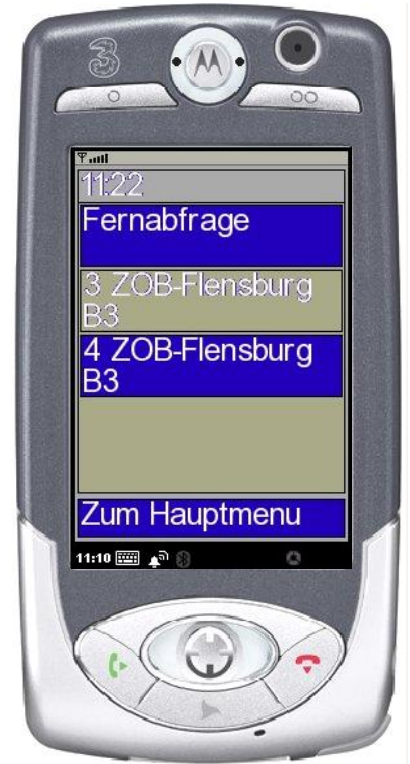 3
11:22
Fernabfrage
3 ZOB-Flensburg
B3
4 ZOB-Flensburg
B3
Zum Hauptmenu
11:10